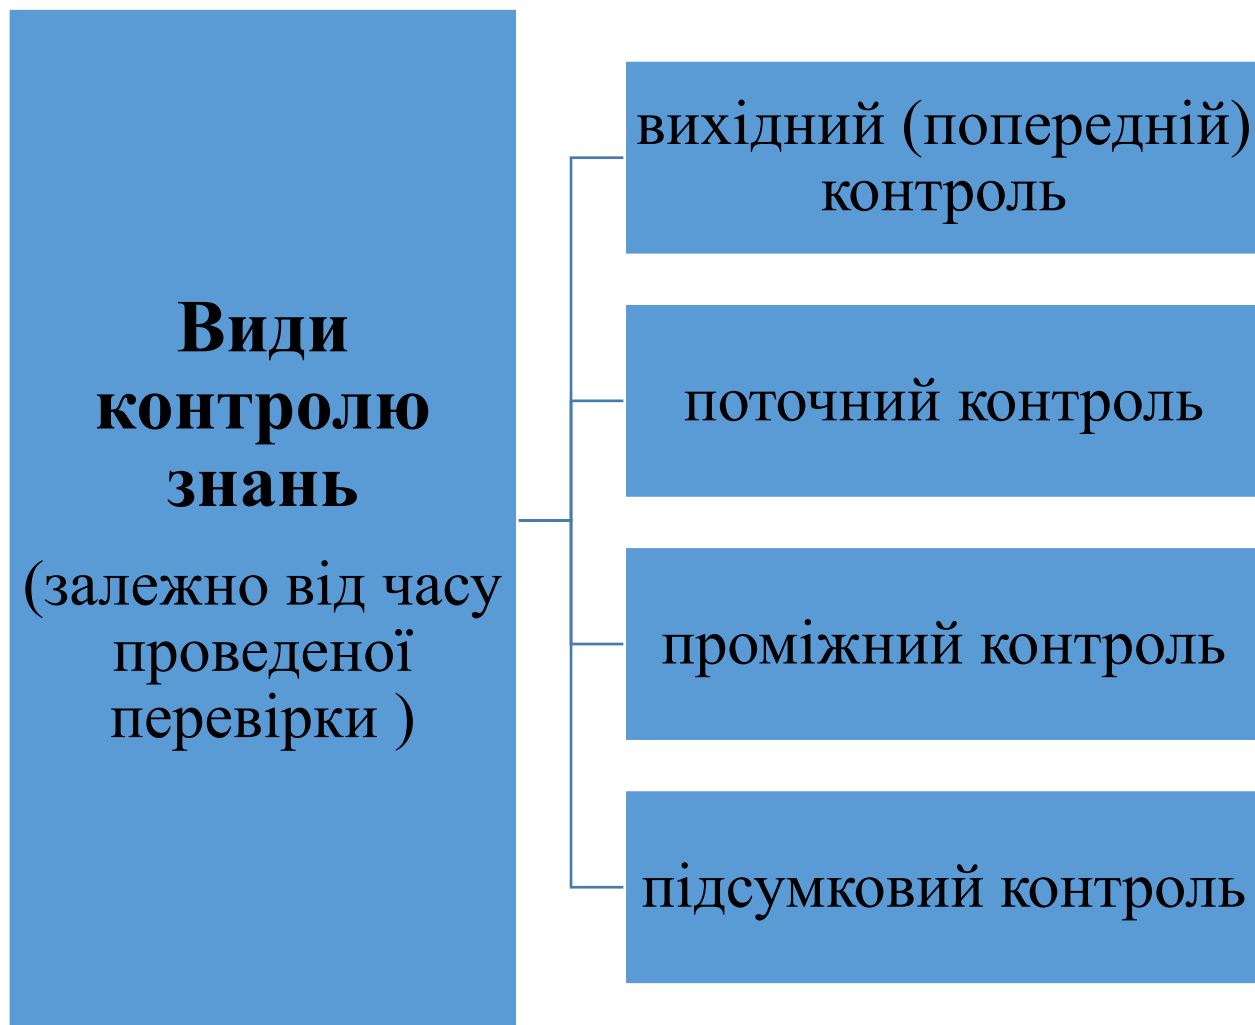 Види
контролю
знань
(залежно від часу
проведеної
перевірки )
вихідний (попередній)
контроль
поточний контроль
проміжний контроль
підсумковий контроль